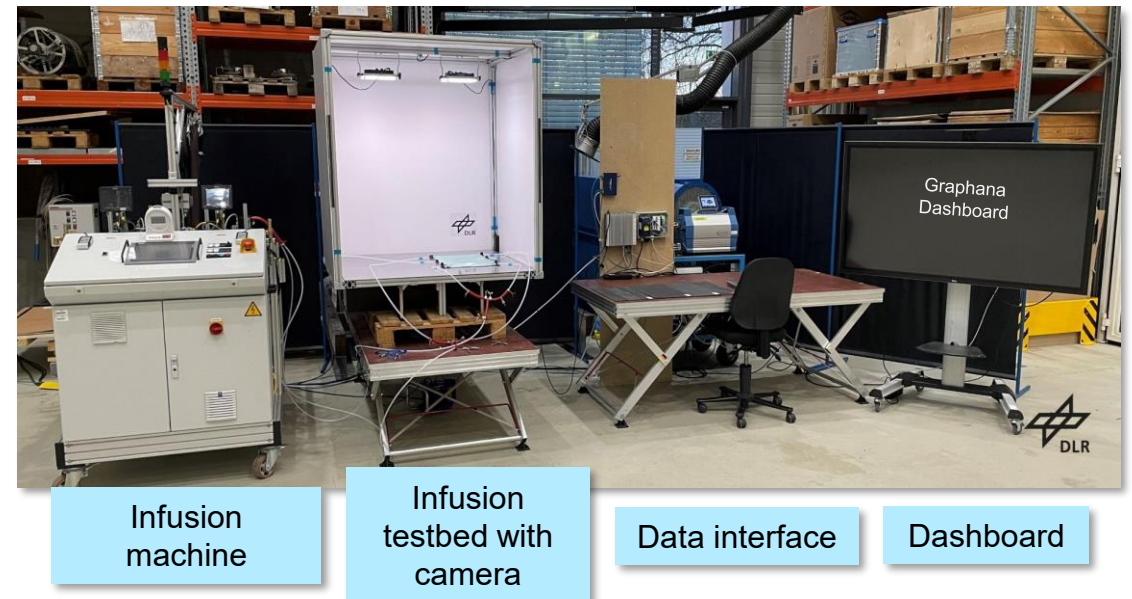 Graphana
Dashboard
DLR
DLR
Infusion
machine
Infusion
testbed with
camera
Data interface
Dashboard